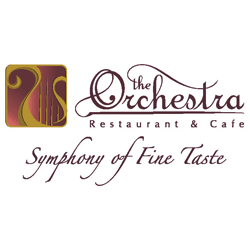 the
Orchestra
Restaurant & Cafe
Symphony of Fine Taste